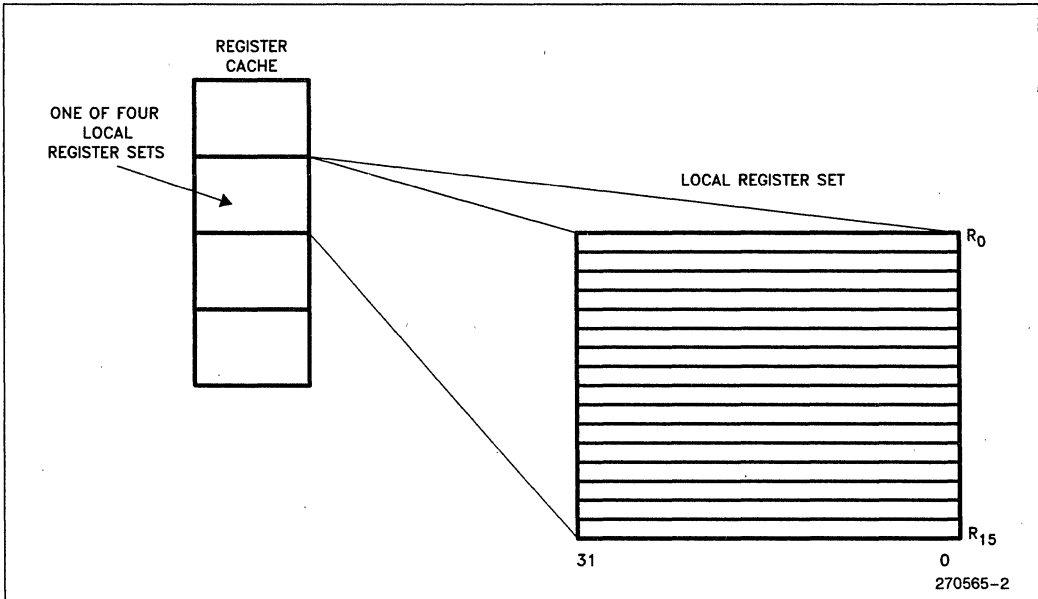 REGISTER
CACHE
ONE OF FOUR
LOCAL
REGISTER SETS
LOCAL REGISTER SET
R0
R15
31
0
270565-2